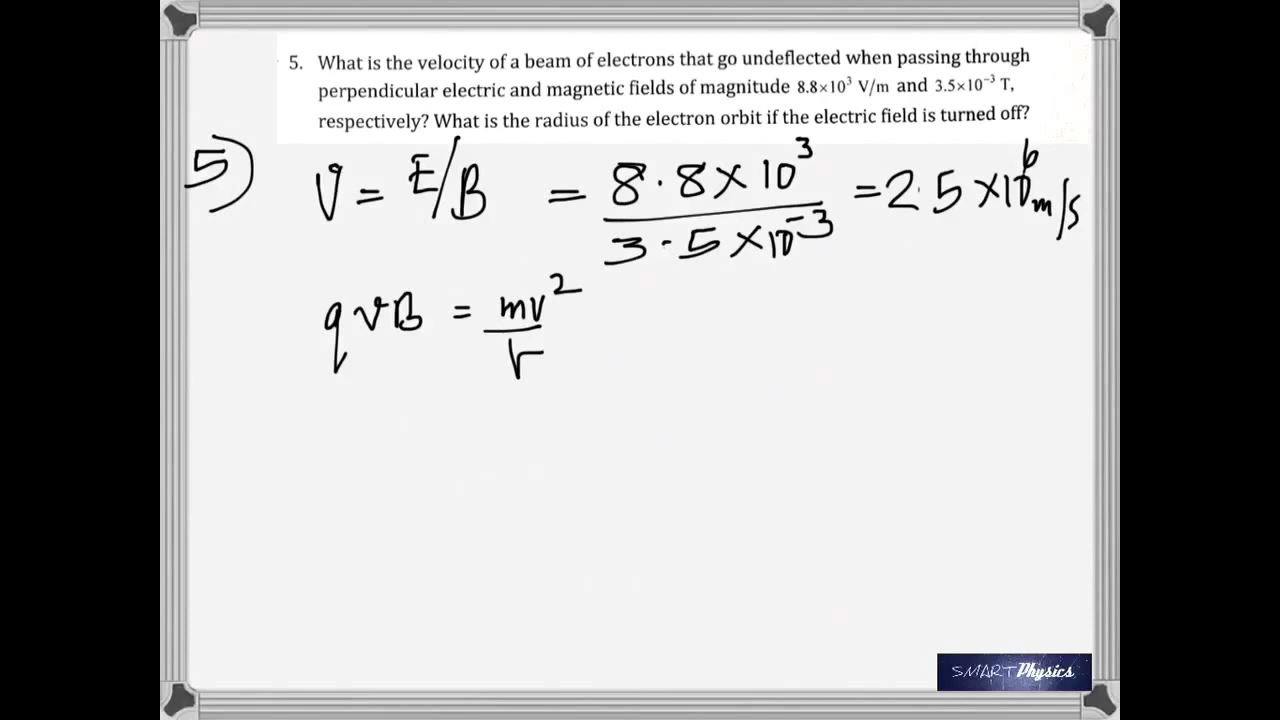 5. What is the velocity of a beam of electrons that go undeflected when passing through
perpendicular electric and magnetic fields of magnitude 8.8×10³ V/m and 3.5×10⁻³ T,
respectively? What is the radius of the electron orbit if the electric field is turned off?
5) V = E/B = 8.8×10³ / 3.5×10⁻³ = 2.5×10⁶ m/s
qvB = mv² / r
SMARTPhysics